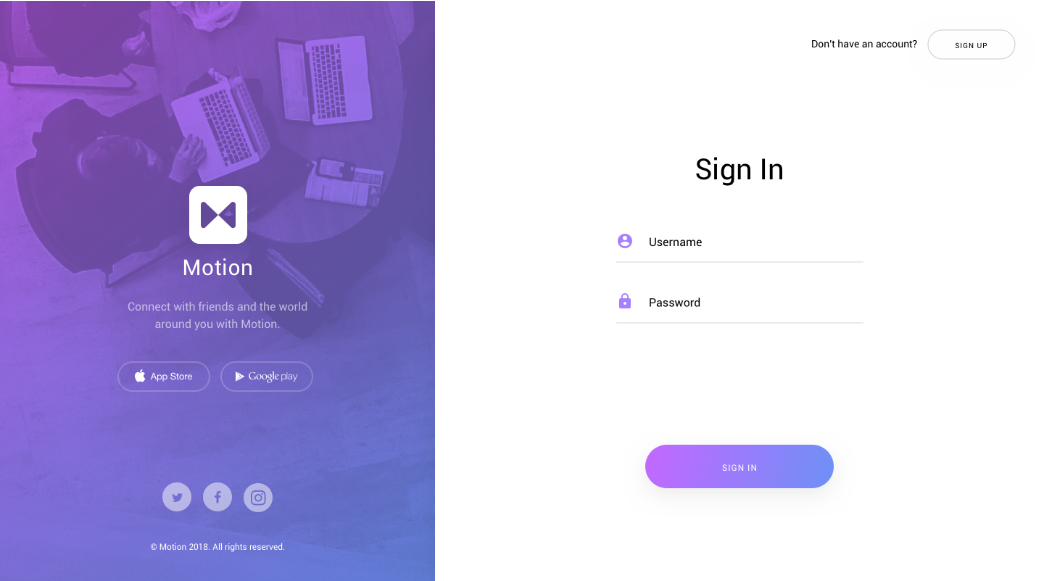 Don't have an account?
SIGN UP
Motion
Connect with friends and the world
around you with Motion.
App Store
Google play
© Motion 2018. All rights reserved.
Sign In
Username
Password
SIGN IN